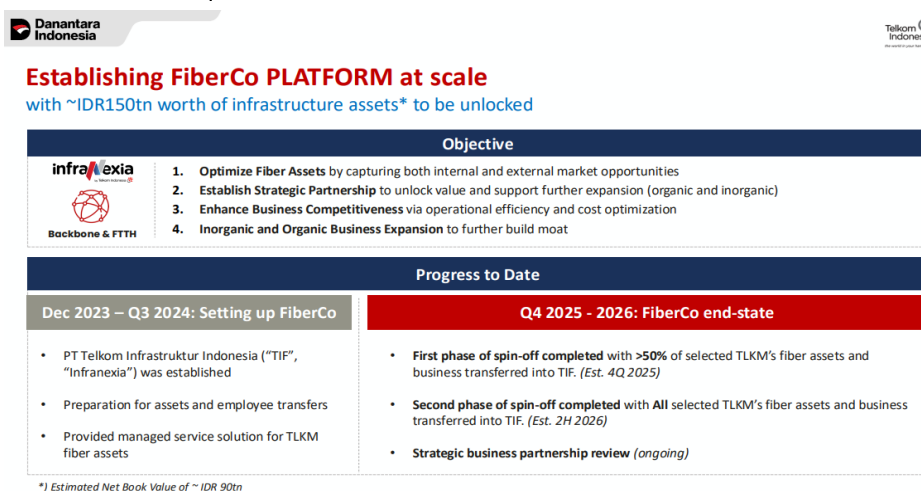 Danantara
Indonesia
Telkom
Indones
Establishing FiberCo PLATFORM at scale
with ~IDR150tn worth of infrastructure assets* to be unlocked
Objective
infraNexia
by Telkom Indonesia
Backbone & FTTH
1. Optimize Fiber Assets by capturing both internal and external market opportunities
2. Establish Strategic Partnership to unlock value and support further expansion (organic and inorganic)
3. Enhance Business Competitiveness via operational efficiency and cost optimization
4. Inorganic and Organic Business Expansion to further build moat
Progress to Date
Dec 2023 – Q3 2024: Setting up FiberCo
• PT Telkom Infrastruktur Indonesia (“TIF”,
“Infranexia”) was established
• Preparation for assets and employee transfers
• Provided managed service solution for TLKM
fiber assets
Q4 2025 - 2026: FiberCo end-state
• First phase of spin-off completed with >50% of selected TLKM’s fiber assets and
business transferred into TIF. (Est. 4Q 2025)
• Second phase of spin-off completed with All selected TLKM’s fiber assets and business
transferred into TIF. (Est. 2H 2026)
• Strategic business partnership review (ongoing)
*) Estimated Net Book Value of ~ IDR 90tn